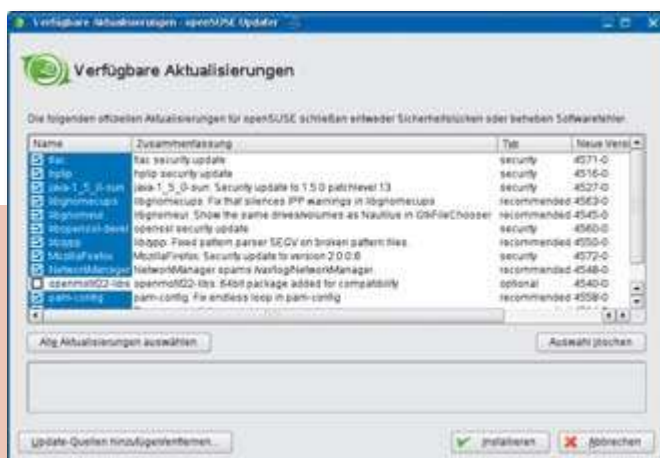 Verfügbare Aktualisierungen - openSUSE Updater
Verfügbare Aktualisierungen
Die folgenden offiziellen Aktualisierungen für openSUSE schließen entweder Sicherheitslücken oder beheben Softwarefehler.
Name Zusammenfassung Typ Neue Versi
flac flac security update security 4571-0
hplip hplip security update security 4516-0
java-1_5_0-sun java-1_5_0-sun: Security update to 1.5.0 patchlevel 13 security 4527-0
libgnomecups libgnomecups: Fix that silences IPP warnings in libgnomecups recommended 4563-0
libgnomeui libgnomeui: Show the same drives/volumes as Nautilus in GtkFileChooser recommended 4545-0
libopenssl-devel openssl security update security 4560-0
libzypp libzypp: Fixed pattern parser SEGV on broken pattern files. recommended 4550-0
MozillaFirefox MozillaFirefox: Security update to version 2.0.0.8 security 4572-0
NetworkManager NetworkManager spams /var/log/NetworkManager recommended 4548-0
openmotif22-libs openmotif22-libs: 64bit package added for compatibility optional 4540-0
pam-config pam-config: Fix endless loop in pam-config recommended 4558-0
Alle Aktualisierungen auswählen Auswahl löschen
Update-Quellen hinzufügen/entfernen... Installieren Abbrechen